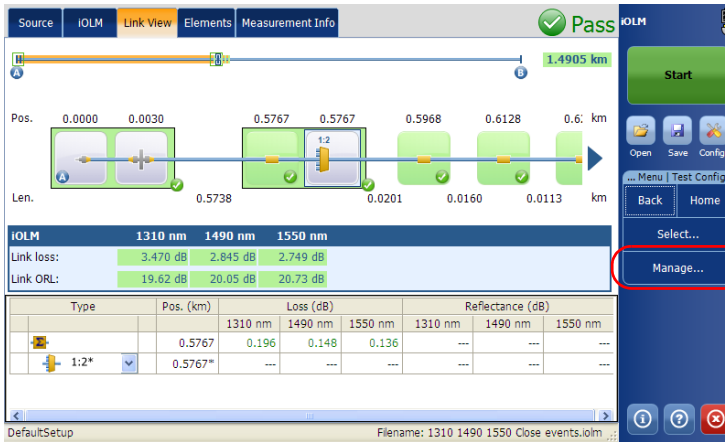 Source iOLM Link View Elements Measurement Info Pass iOLM
1.4905 km
A B
Start
Pos. 0.0000 0.0030 0.5767 0.5767 0.5968 0.6128 0.6: km
1:2
A
Open Save Config
... Menu | Test Config
Len. 0.5738 0.0201 0.0160 0.0113 km
Back Home
iOLM 1310 nm 1490 nm 1550 nm
Select...
Link loss: 3.470 dB 2.845 dB 2.749 dB
Manage...
Link ORL: 19.62 dB 20.05 dB 20.73 dB
Type Pos. (km) Loss (dB) Reflectance (dB)
1310 nm 1490 nm 1550 nm 1310 nm 1490 nm 1550 nm
Σ 0.5767 0.196 0.148 0.136 --- --- ---
1:2* 0.5767* --- --- --- --- --- ---
DefaultSetup Filename: 1310 1490 1550 Close events.iolm